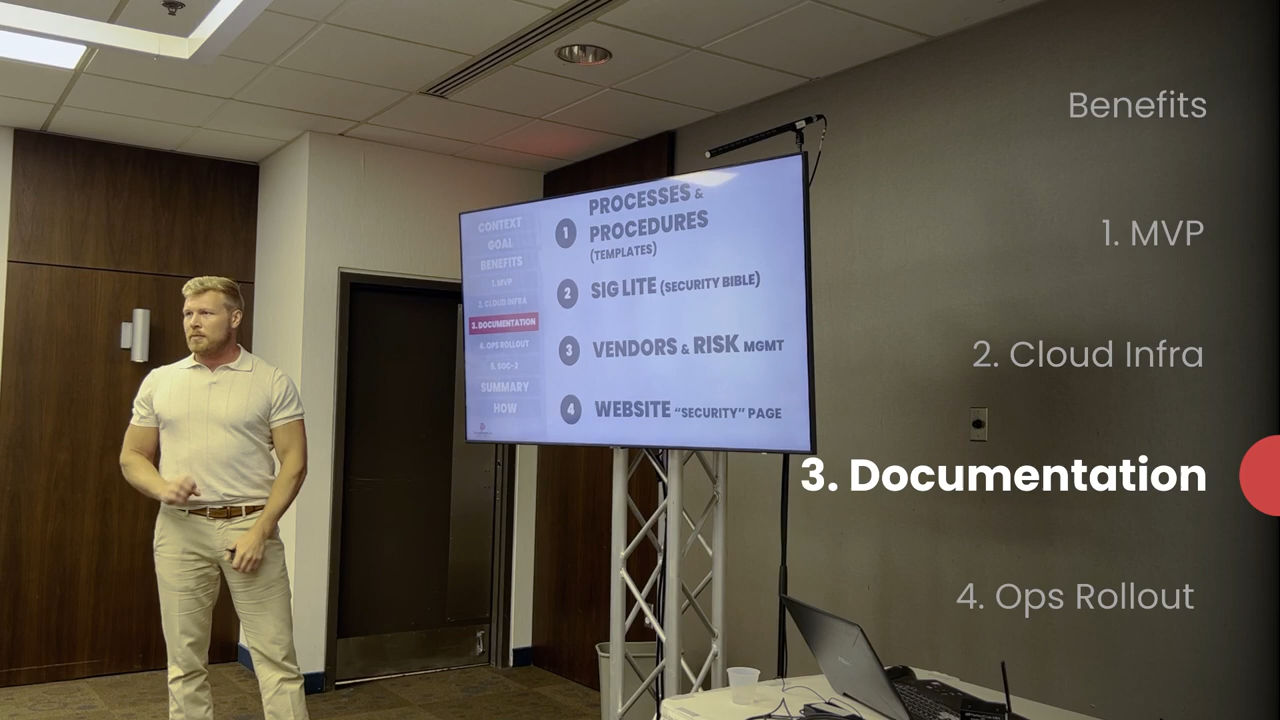 CONTEXT
GOAL
BENEFITS
1. MVP
2. CLOUD INFRA
3. DOCUMENTATION
4. OPS ROLLOUT
5. SOC-2
SUMMARY
HOW
1 PROCESSES &
PROCEDURES
(TEMPLATES)
2 SIG LITE (SECURITY BIBLE)
3 VENDORS & RISK MGMT
4 WEBSITE "SECURITY" PAGE
Benefits
1. MVP
2. Cloud Infra
3. Documentation
4. Ops Rollout